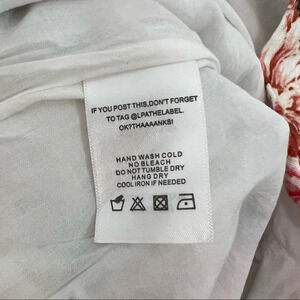 IF YOU POST THIS,DON'T FORGET
TO TAG @LPATHELABEL.
OK?THAAAANKS!
HAND WASH COLD
NO BLEACH
DO NOT TUMBLE DRY
HANG DRY
COOL IRON IF NEEDED